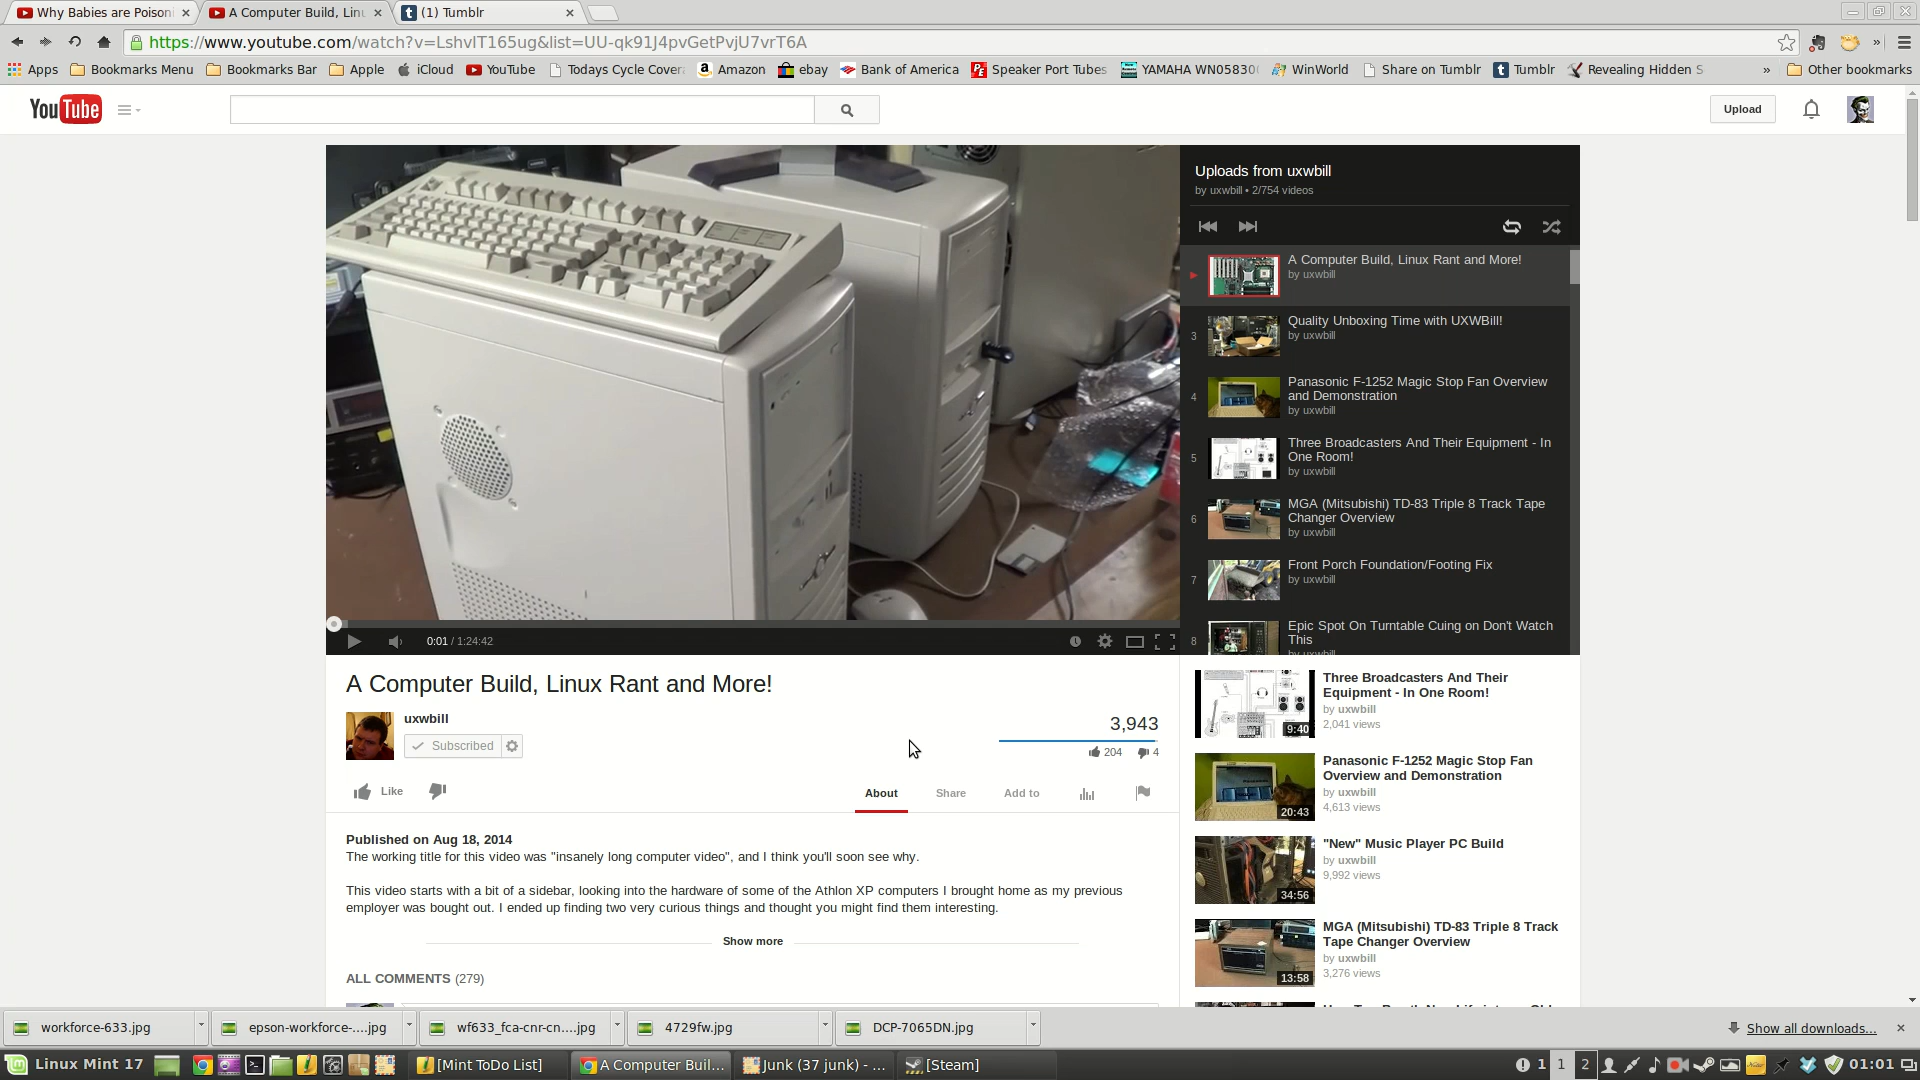 Why Babies are Poison
A Computer Build, Linu
(1) Tumblr
https://www.youtube.com/watch?v=LshvIT165ug&list=UU-qk91J4pvGetPvjU7vrT6A
Apps
Bookmarks Menu
Bookmarks Bar
Apple
iCloud
YouTube
Todays Cycle Cover
Amazon
ebay
Bank of America
Speaker Port Tubes
YAMAHA WN05830
WinWorld
Share on Tumblr
Tumblr
Revealing Hidden S
»
Other bookmarks
YouTube
Upload
Uploads from uxwbill
by uxwbill • 2/754 videos
A Computer Build, Linux Rant and More!
by uxwbill
3
Quality Unboxing Time with UXWBill!
by uxwbill
4
Panasonic F-1252 Magic Stop Fan Overview
and Demonstration
by uxwbill
5
Three Broadcasters And Their Equipment - In
One Room!
by uxwbill
6
MGA (Mitsubishi) TD-83 Triple 8 Track Tape
Changer Overview
by uxwbill
7
Front Porch Foundation/Footing Fix
by uxwbill
8
Epic Spot On Turntable Cuing on Don't Watch
This
by uxwbill
0:01 / 1:24:42
A Computer Build, Linux Rant and More!
uxwbill
Subscribed
3,943
204
4
Like
About
Share
Add to
Published on Aug 18, 2014
The working title for this video was "insanely long computer video", and I think you'll soon see why.
This video starts with a bit of a sidebar, looking into the hardware of some of the Athlon XP computers I brought home as my previous
employer was bought out. I ended up finding two very curious things and thought you might find them interesting.
Show more
ALL COMMENTS (279)
Three Broadcasters And Their
Equipment - In One Room!
by uxwbill
2,041 views
9:40
Panasonic F-1252 Magic Stop Fan
Overview and Demonstration
by uxwbill
4,613 views
20:43
"New" Music Player PC Build
by uxwbill
9,992 views
34:56
MGA (Mitsubishi) TD-83 Triple 8 Track
Tape Changer Overview
by uxwbill
3,276 views
13:58
workforce-633.jpg
epson-workforce-....jpg
wf633_fca-cnr-cn....jpg
4729fw.jpg
DCP-7065DN.jpg
Show all downloads...
Linux Mint 17
[Mint ToDo List]
A Computer Buil...
Junk (37 junk) - ...
[Steam]
1
1
2
01:01